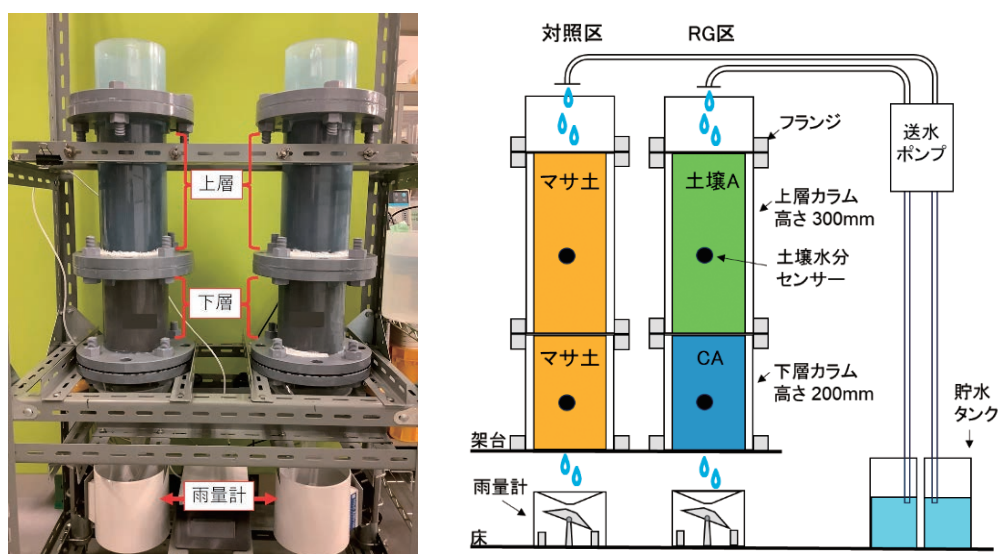 上層
下層
雨量計
対照区
RG区
フランジ
送水
ポンプ
マサ土
土壌A
上層カラム
高さ 300mm
土壌水分
センサー
マサ土
CA
下層カラム
高さ 200mm
貯水
タンク
架台
雨量計
床